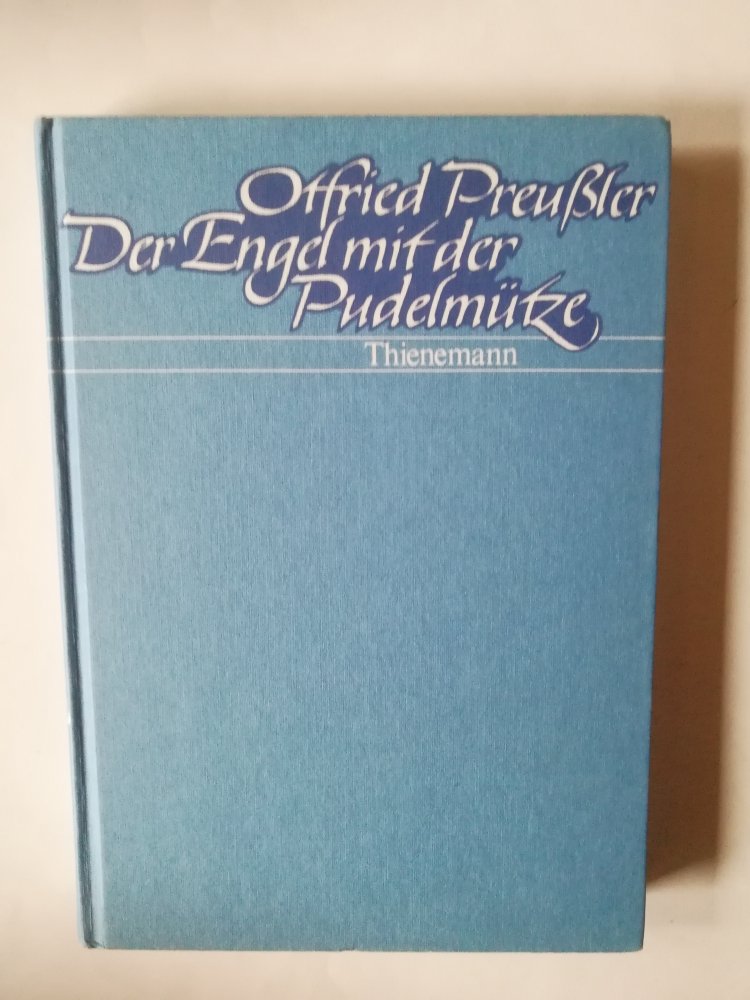 Otfried Preußler
Der Engel mit der
Pudelmütze
Thienemann